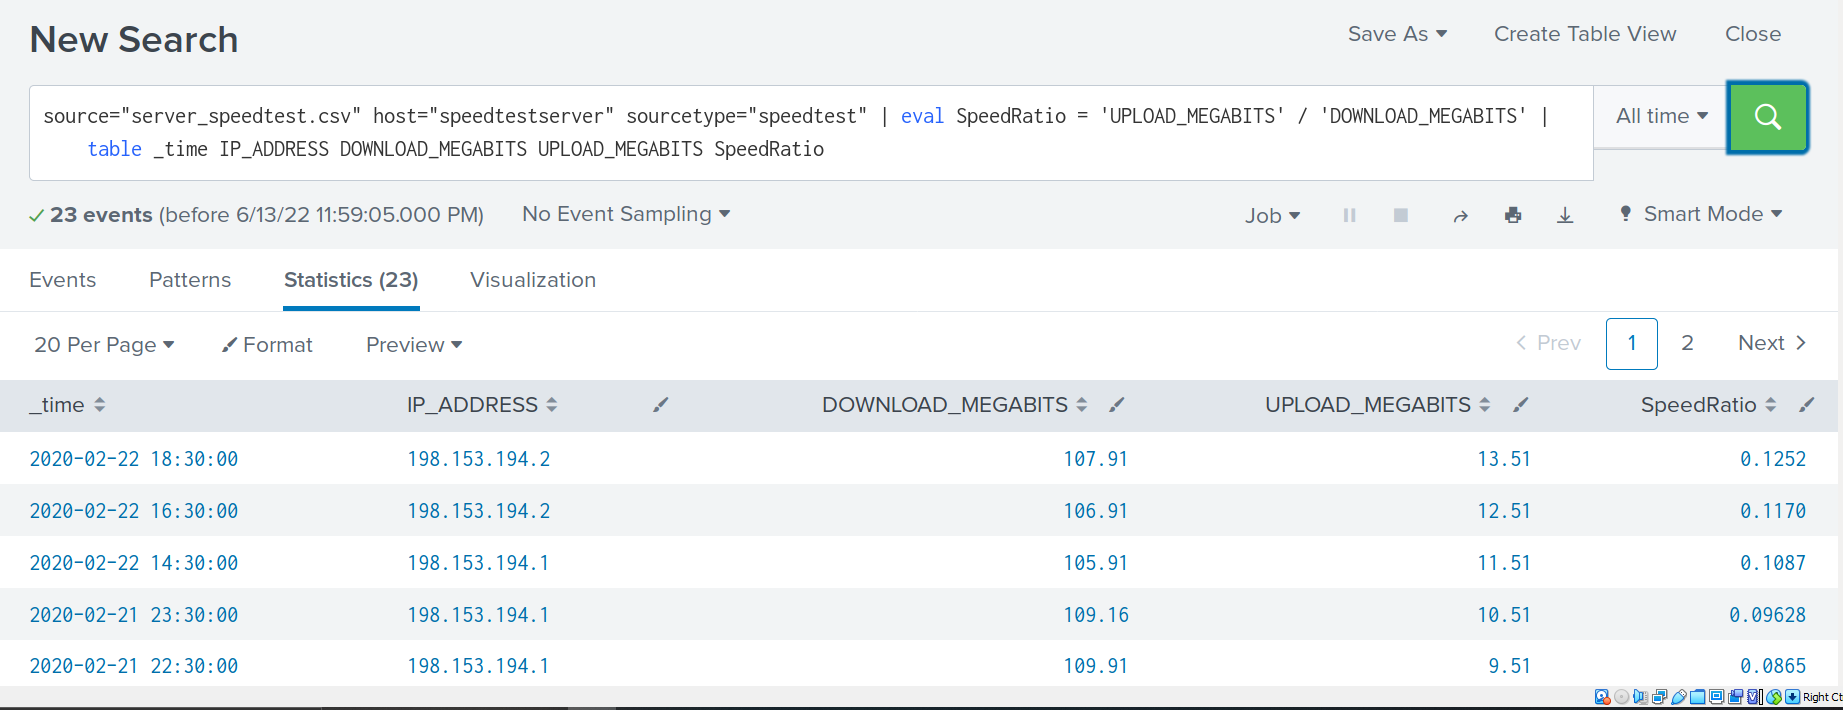 New Search
Save As Create Table View Close
source="server_speedtest.csv" host="speedtestserver" sourcetype="speedtest" | eval SpeedRatio = 'UPLOAD_MEGABITS' / 'DOWNLOAD_MEGABITS' |
table _time IP_ADDRESS DOWNLOAD_MEGABITS UPLOAD_MEGABITS SpeedRatio
All time
23 events (before 6/13/22 11:59:05.000 PM) No Event Sampling Job Smart Mode
Events Patterns Statistics (23) Visualization
20 Per Page Format Preview < Prev 1 2 Next >
_time IP_ADDRESS DOWNLOAD_MEGABITS UPLOAD_MEGABITS SpeedRatio
2020-02-22 18:30:00 198.153.194.2 107.91 13.51 0.1252
2020-02-22 16:30:00 198.153.194.2 106.91 12.51 0.1170
2020-02-22 14:30:00 198.153.194.1 105.91 11.51 0.1087
2020-02-21 23:30:00 198.153.194.1 109.16 10.51 0.09628
2020-02-21 22:30:00 198.153.194.1 109.91 9.51 0.0865
Right Ct